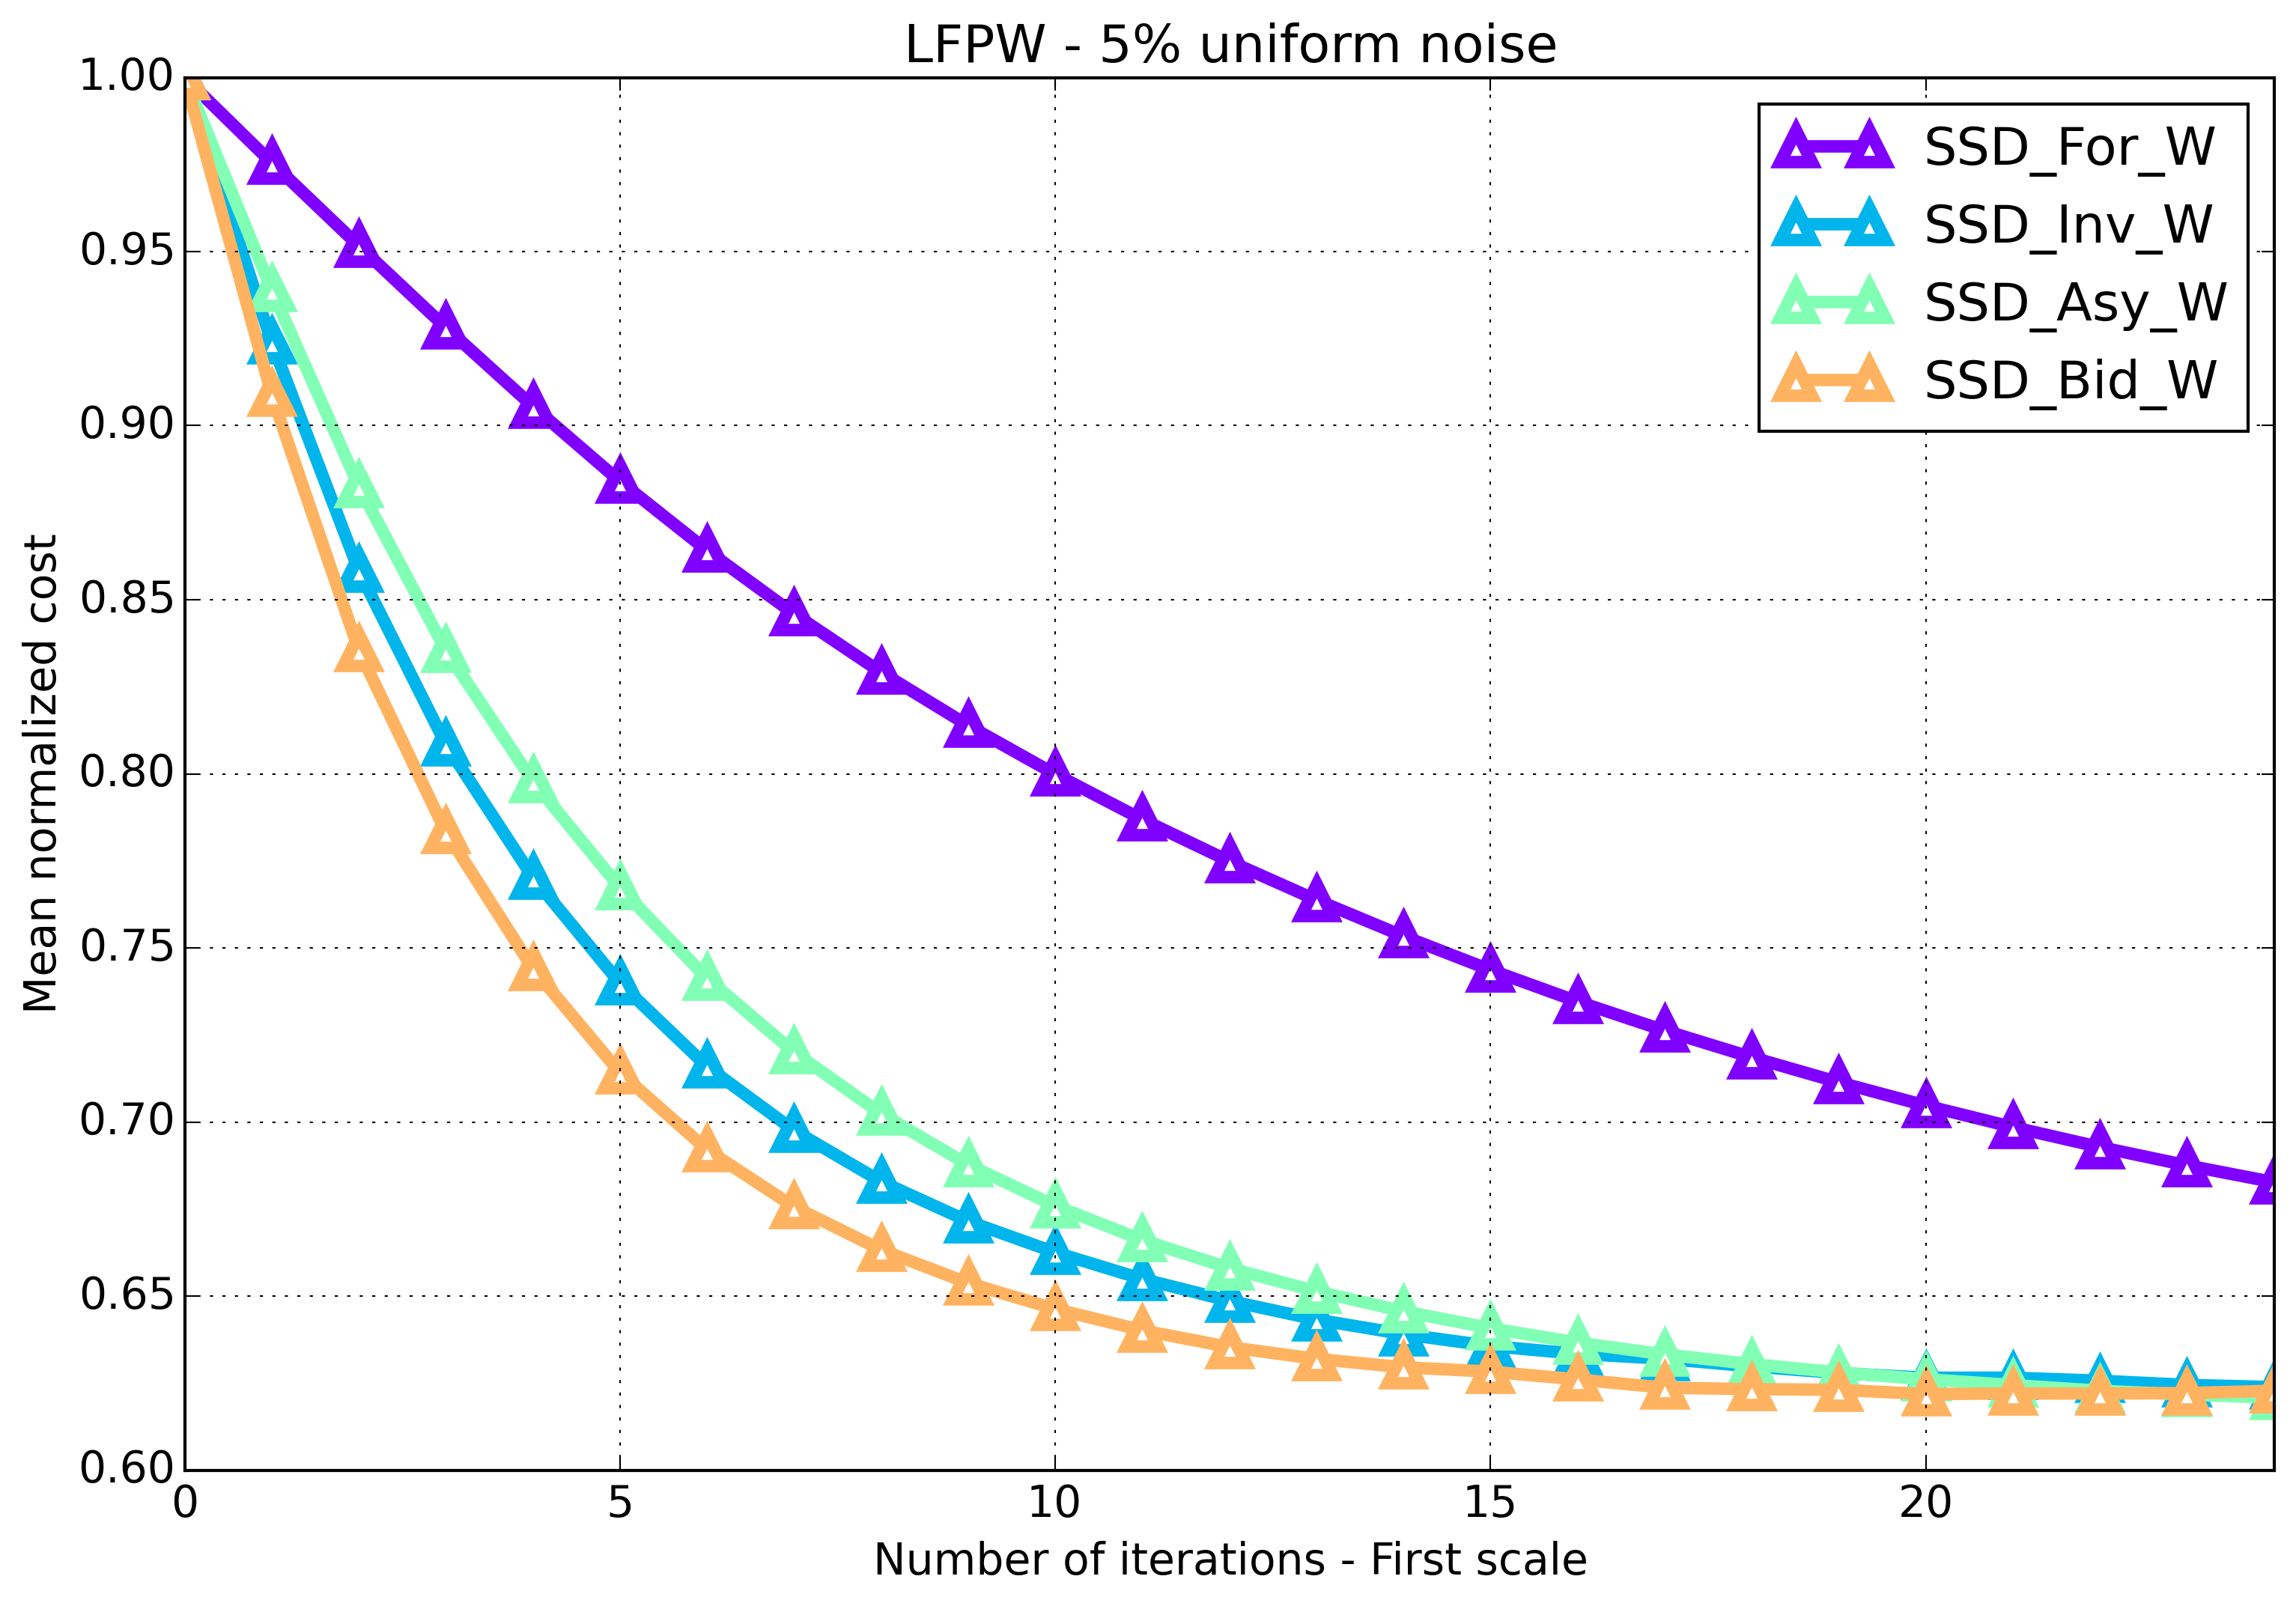 LFPW - 5% uniform noise
1.00
0.95
0.90
0.85
0.80
0.75
0.70
0.65
0.60
Mean normalized cost
SSD_For_W
SSD_Inv_W
SSD_Asy_W
SSD_Bid_W
0 5 10 15 20
Number of iterations - First scale